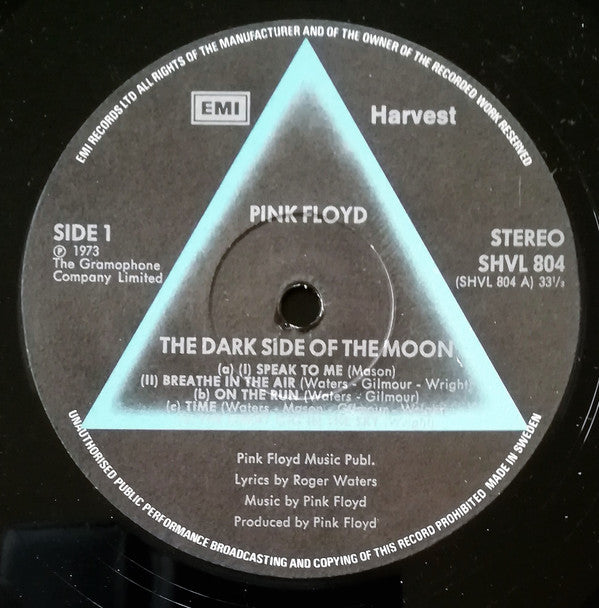 EMI RECORDS LTD ALL RIGHTS OF THE MANUFACTURER AND OF THE OWNER OF THE RECORDED WORK RESERVED
EMI
Harvest
PINK FLOYD
SIDE 1
℗ 1973
The Gramophone
Company Limited
STEREO
SHVL 804
(SHVL 804 A) 33⅓
THE DARK SIDE OF THE MOON
(a) (I) SPEAK TO ME (Mason)
(II) BREATHE IN THE AIR (Waters - Gilmour - Wright)
(b) ON THE RUN (Waters - Gilmour)
(c) TIME (Waters - Mason - Gilmour - Wright)
Pink Floyd Music Publ.
Lyrics by Roger Waters
Music by Pink Floyd
Produced by Pink Floyd
UNAUTHORISED PUBLIC PERFORMANCE BROADCASTING AND COPYING OF THIS RECORD PROHIBITED MADE IN SWEDEN